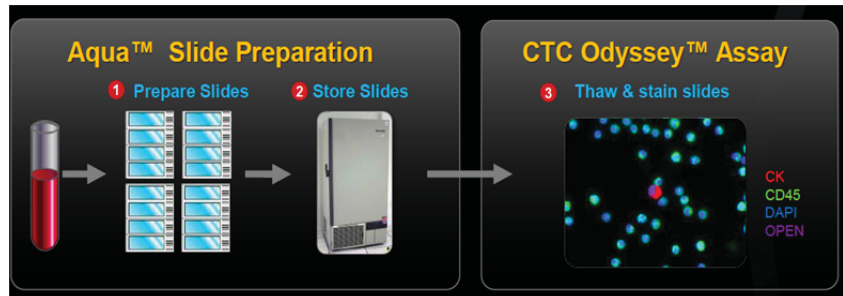 Aqua™ Slide Preparation
1 Prepare Slides
2 Store Slides
CTC Odyssey™ Assay
3 Thaw & stain slides
CK
CD45
DAPI
OPEN